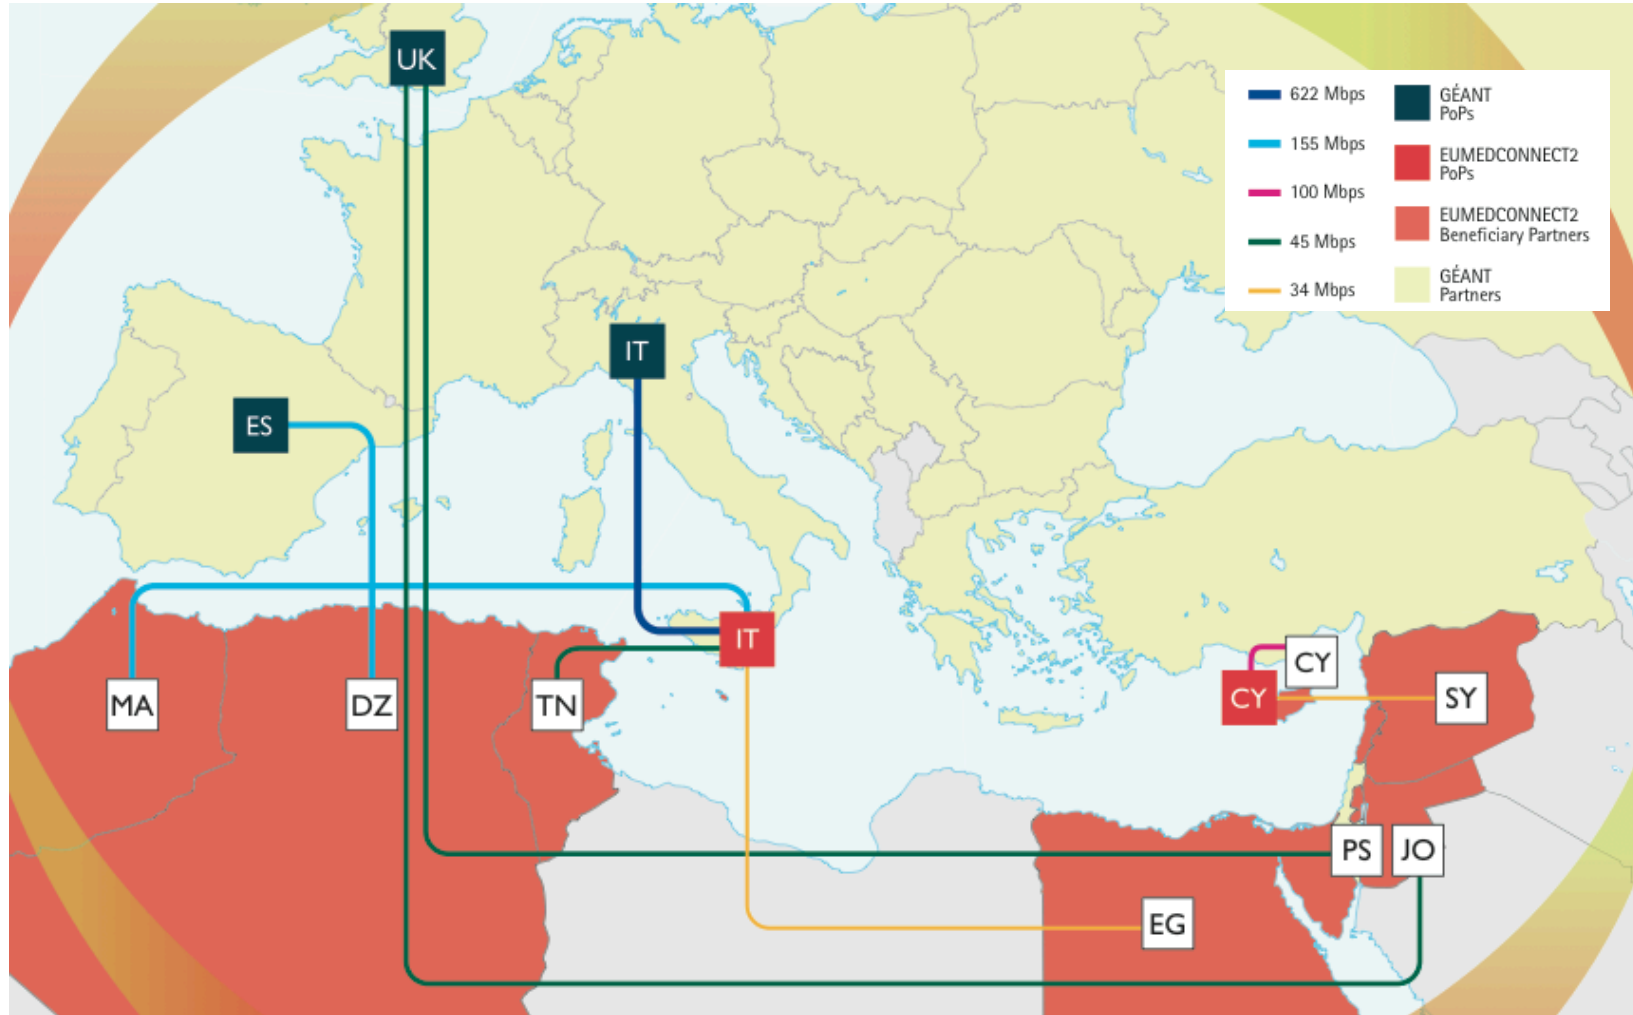 UK
622 Mbps
GÉANT
PoPs
155 Mbps
EUMEDCONNECT2
PoPs
100 Mbps
EUMEDCONNECT2
Beneficiary Partners
45 Mbps
34 Mbps
GÉANT
Partners
IT
ES
IT
CY
CY
SY
MA
DZ
TN
PS
JO
EG